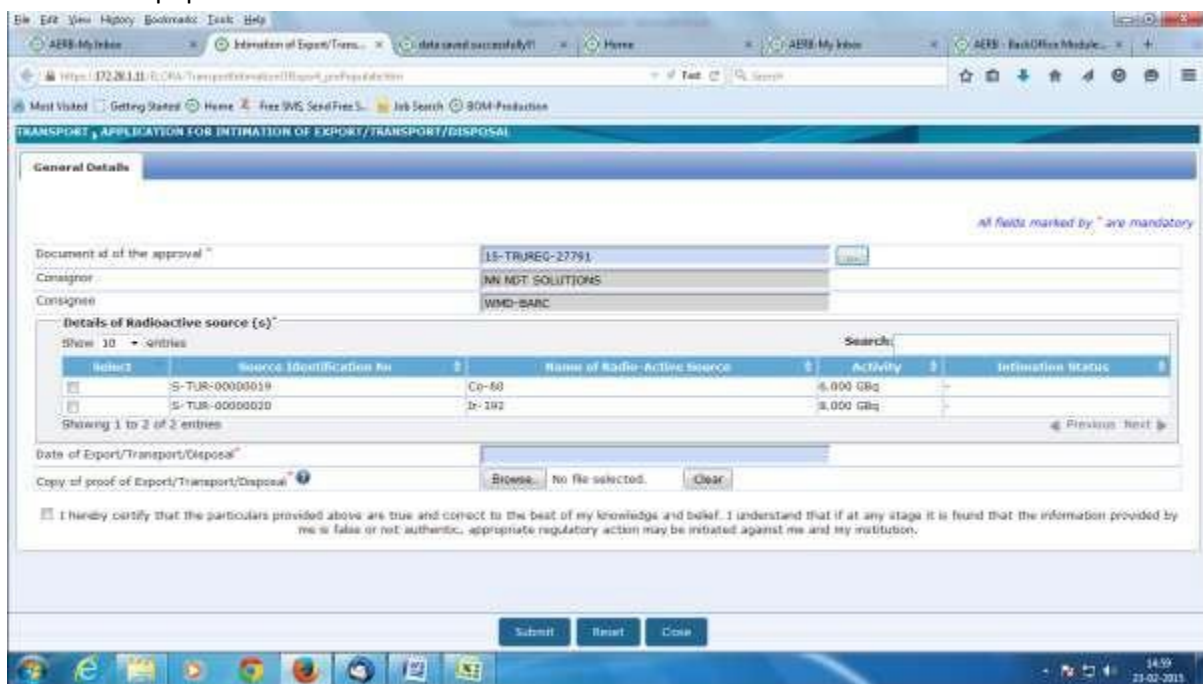 File Edit View History Bookmarks Tools Help
AERB-My Inbox × Intimation of Export/Trans... × data saved successfully!! × Home × AERB-My Inbox × AERB - BackOffice Module... × +
Most Visited Getting Started Home Free SMS, Send Free S... Job Search BOM-Production
TRANSPORT , APPLICATION FOR INTIMATION OF EXPORT/TRANSPORT/DISPOSAL
General Details
All fields marked by * are mandatory
Document id of the approval * 15-TRUREG-27791 ...
Consignor NN NDT SOLUTIONS
Consignee WMD-BARC
Details of Radioactive source (s)*
Show 10 entries Search:
Select Source Identification No Name of Radio-Active Source Activity Intimation Status
S-TUR-00000019 Co-60 6.000 GBq -
S-TUR-00000020 Ir-192 8.000 GBq -
Showing 1 to 2 of 2 entries Previous Next
Date of Export/Transport/Disposal*
Copy of proof of Export/Transport/Disposal* Browse... No file selected. Clear
I hereby certify that the particulars provided above are true and correct to the best of my knowledge and belief. I understand that if at any stage it is found that the information provided by
me is false or not authentic, appropriate regulatory action may be initiated against me and my institution.
Submit Reset Close
14:59
23-02-2015